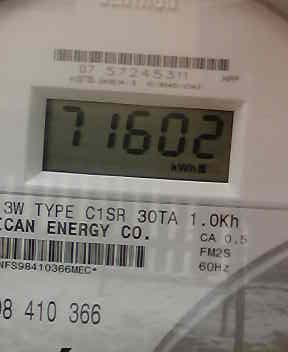 07 57245311
71602
kWh
3W TYPE C1SR 30TA 1.0Kh
ICAN ENERGY CO.
CA 0.5
NFS98410366MEC*
FM2S
60Hz
98 410 366